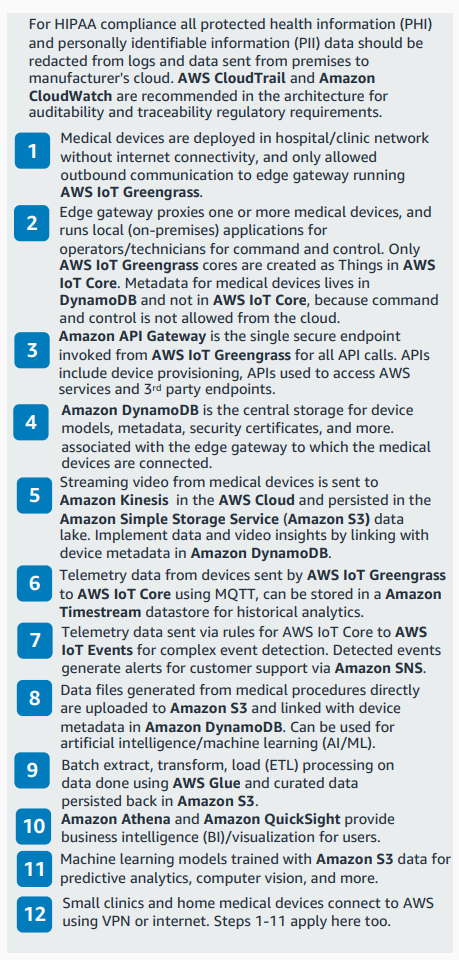 For HIPAA compliance all protected health information (PHI)
and personally identifiable information (PII) data should be
redacted from logs and data sent from premises to
manufacturer's cloud. AWS CloudTrail and Amazon
CloudWatch are recommended in the architecture for
auditability and traceability regulatory requirements.
1 Medical devices are deployed in hospital/clinic network
without internet connectivity, and only allowed
outbound communication to edge gateway running
AWS IoT Greengrass.
2 Edge gateway proxies one or more medical devices, and
runs local (on-premises) applications for
operators/technicians for command and control. Only
AWS IoT Greengrass cores are created as Things in AWS
IoT Core. Metadata for medical devices lives in
DynamoDB and not in AWS IoT Core, because command
and control is not allowed from the cloud.
3 Amazon API Gateway is the single secure endpoint
invoked from AWS IoT Greengrass for all API calls. APIs
include device provisioning, APIs used to access AWS
services and 3rd party endpoints.
4 Amazon DynamoDB is the central storage for device
models, metadata, security certificates, and more.
associated with the edge gateway to which the medical
devices are connected.
5 Streaming video from medical devices is sent to
Amazon Kinesis in the AWS Cloud and persisted in the
Amazon Simple Storage Service (Amazon S3) data
lake. Implement data and video insights by linking with
device metadata in Amazon DynamoDB.
6 Telemetry data from devices sent by AWS IoT Greengrass
to AWS IoT Core using MQTT, can be stored in a Amazon
Timestream datastore for historical analytics.
7 Telemetry data sent via rules for AWS IoT Core to AWS
IoT Events for complex event detection. Detected events
generate alerts for customer support via Amazon SNS.
8 Data files generated from medical procedures directly
are uploaded to Amazon S3 and linked with device
metadata in Amazon DynamoDB. Can be used for
artificial intelligence/machine learning (AI/ML).
9 Batch extract, transform, load (ETL) processing on
data done using AWS Glue and curated data
persisted back in Amazon S3.
10 Amazon Athena and Amazon QuickSight provide
business intelligence (BI)/visualization for users.
11 Machine learning models trained with Amazon S3 data for
predictive analytics, computer vision, and more.
12 Small clinics and home medical devices connect to AWS
using VPN or internet. Steps 1-11 apply here too.